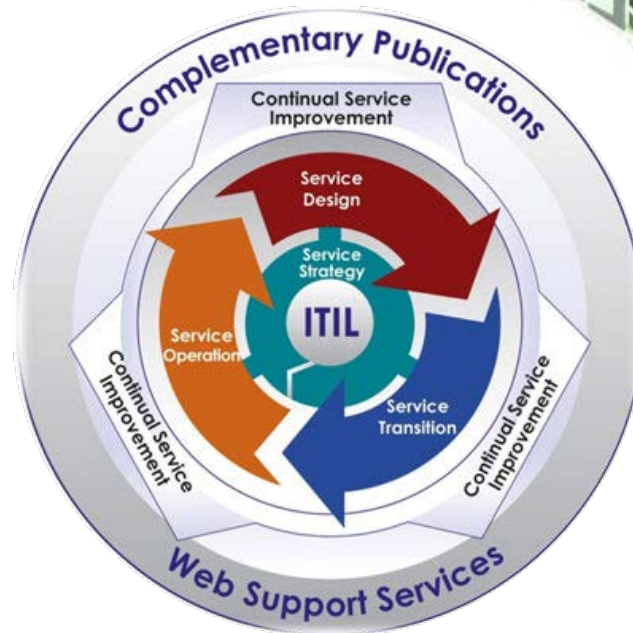 Complementary Publications
Continual Service
Improvement
Service
Design
Service
Strategy
ITIL
Service
Operation
Service
Transition
Continual Service
Improvement
Continual Service
Improvement
Web Support Services